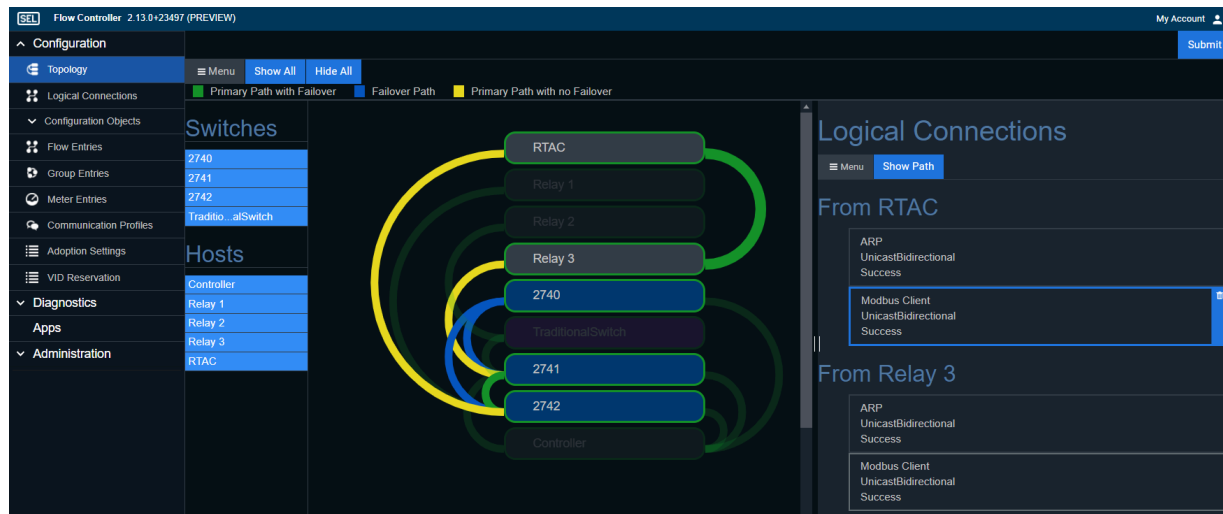 SEL Flow Controller 2.13.0+23497 (PREVIEW)
My Account
Configuration
Submit
Topology
Menu Show All Hide All
Logical Connections
Primary Path with Failover Failover Path Primary Path with no Failover
Configuration Objects
Flow Entries
Group Entries
Meter Entries
Communication Profiles
Adoption Settings
VID Reservation
Diagnostics
Apps
Administration
Switches
2740
2741
2742
Traditio...alSwitch
Hosts
Controller
Relay 1
Relay 2
Relay 3
RTAC
RTAC
Relay 1
Relay 2
Relay 3
2740
TraditionalSwitch
2741
2742
Controller
Logical Connections
Menu Show Path
From RTAC
ARP
UnicastBidirectional
Success
Modbus Client
UnicastBidirectional
Success
From Relay 3
ARP
UnicastBidirectional
Success
Modbus Client
UnicastBidirectional
Success